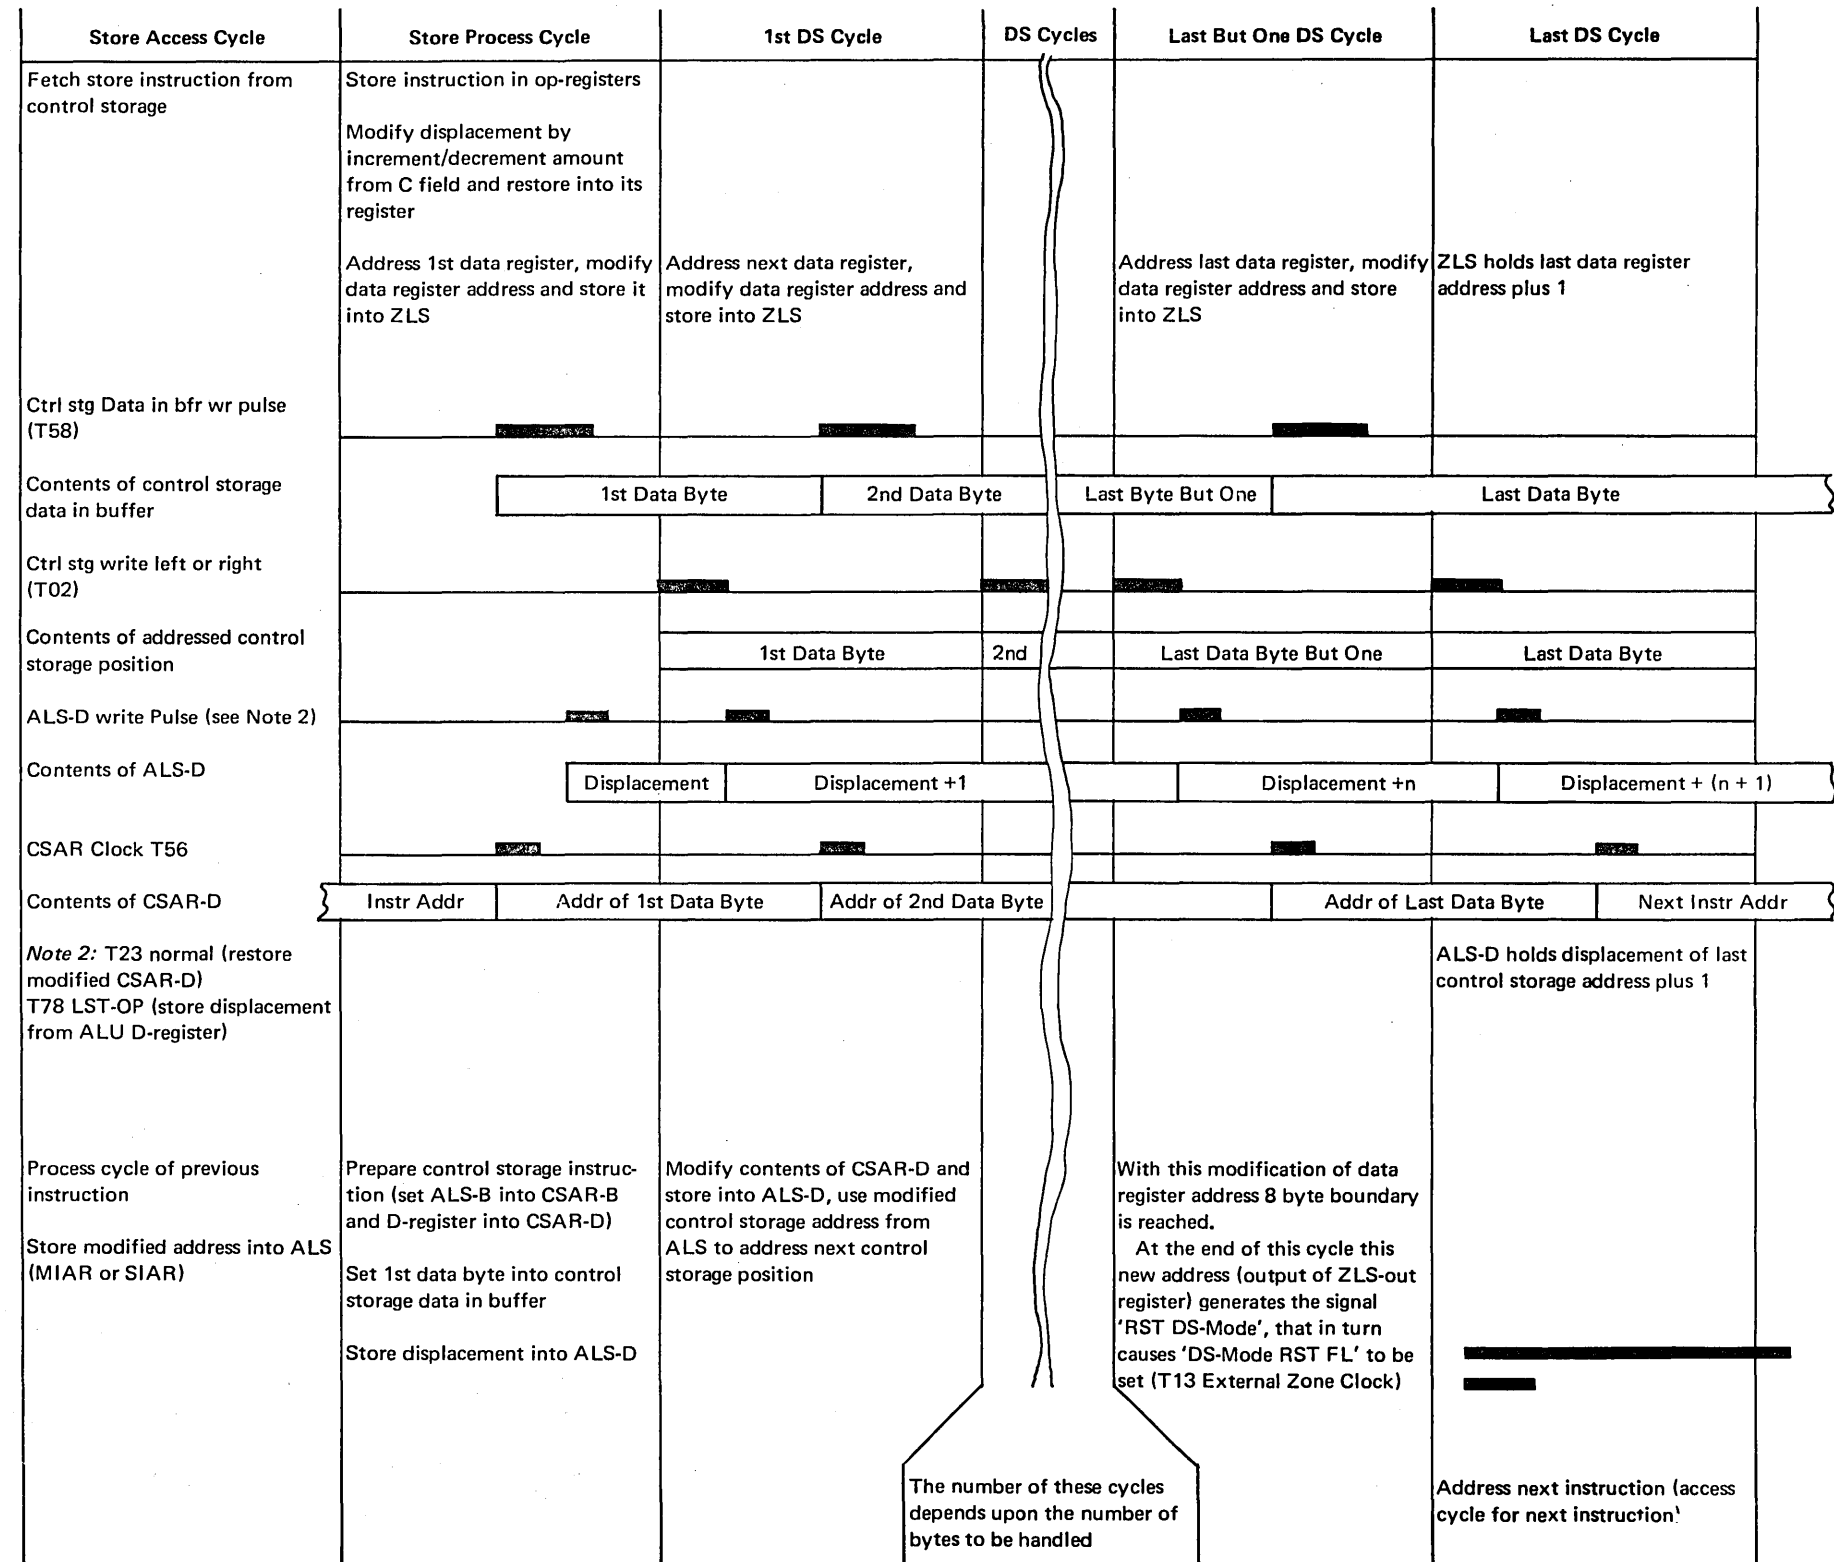 Store Access Cycle
Store Process Cycle
1st DS Cycle
DS Cycles
Last But One DS Cycle
Last DS Cycle
Fetch store instruction from
control storage
Store instruction in op-registers
Modify displacement by
increment/decrement amount
from C field and restore into its
register
Address 1st data register, modify
data register address and store it
into ZLS
Address next data register,
modify data register address and
store into ZLS
Address last data register, modify
data register address and store
into ZLS
ZLS holds last data register
address plus 1
Ctrl stg Data in bfr wr pulse
(T58)
Contents of control storage
data in buffer
1st Data Byte
2nd Data Byte
Last Byte But One
Last Data Byte
Ctrl stg write left or right
(T02)
Contents of addressed control
storage position
1st Data Byte
2nd
Last Data Byte But One
Last Data Byte
ALS-D write Pulse (see Note 2)
Contents of ALS-D
Displacement
Displacement +1
Displacement +n
Displacement + (n + 1)
CSAR Clock T56
Contents of CSAR-D
Instr Addr
Addr of 1st Data Byte
Addr of 2nd Data Byte
Addr of Last Data Byte
Next Instr Addr
Note 2: T23 normal (restore
modified CSAR-D)
T78 LST-OP (store displacement
from ALU D-register)
ALS-D holds displacement of last
control storage address plus 1
Process cycle of previous
instruction
Store modified address into ALS
(MIAR or SIAR)
Prepare control storage instruc-
tion (set ALS-B into CSAR-B
and D-register into CSAR-D)
Set 1st data byte into control
storage data in buffer
Store displacement into ALS-D
Modify contents of CSAR-D and
store into ALS-D, use modified
control storage address from
ALS to address next control
storage position
With this modification of data
register address 8 byte boundary
is reached.
At the end of this cycle this
new address (output of ZLS-out
register) generates the signal
'RST DS-Mode', that in turn
causes 'DS-Mode RST FL' to be
set (T13 External Zone Clock)
The number of these cycles
depends upon the number of
bytes to be handled
Address next instruction (access
cycle for next instruction)